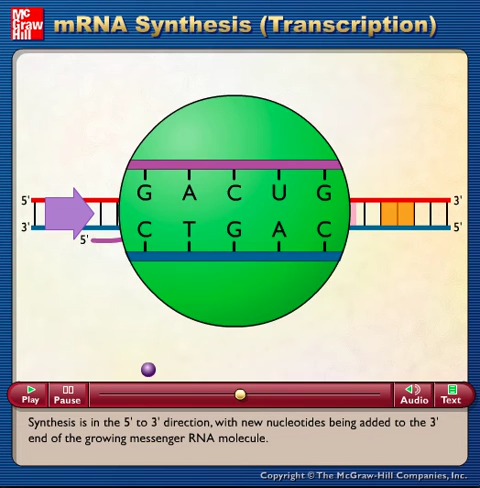 Mc
Graw
Hill
mRNA Synthesis (Transcription)
G A C U G
5' 3'
C T G A C
3' 5'
5'
Play Pause Audio Text
Synthesis is in the 5' to 3' direction, with new nucleotides being added to the 3'
end of the growing messenger RNA molecule.
Copyright © The McGraw-Hill Companies, Inc.